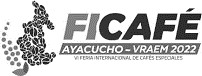 FICAFÉ
AYACUCHO - VRAEM 2022
VI FERIA INTERNACIONAL DE CAFÉS ESPECIALES